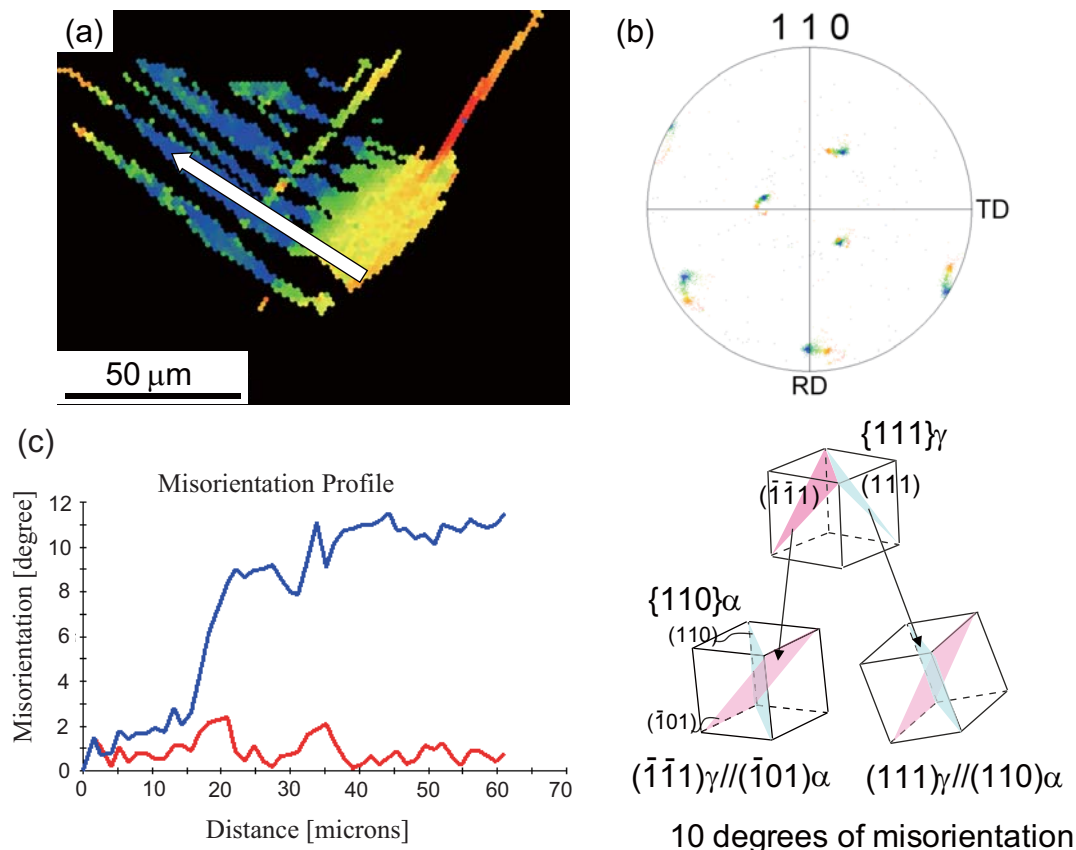 (a)
50 μm
(b)
1 1 0
TD
RD
(c)
Misorientation Profile
Misorientation [degree]
12
10
8
6
4
2
0
0 10 20 30 40 50 60 70
Distance [microns]
{111}γ
(1̅1̅1)
(111)
{110}α
(110)
(1̅01)
(1̅1̅1)γ//(1̅01)α
(111)γ//(110)α
10 degrees of misorientation